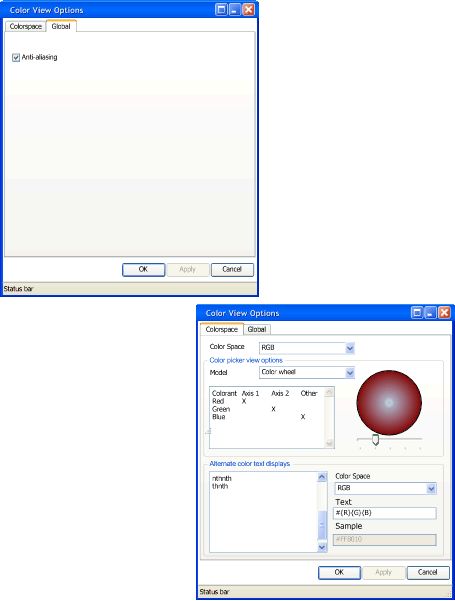 Color View Options
Colorspace Global
Anti-aliasing
OK Apply Cancel
Status bar
Color View Options
Colorspace Global
Color Space RGB
Color picker view options
Model Color wheel
Colorant Axis 1 Axis 2 Other
Red X
Green X
Blue X
Alternate color text displays
nthnth
thnth
Color Space
RGB
Text
#{R}{G}{B}
Sample
#FF8010
OK Apply Cancel
Status bar